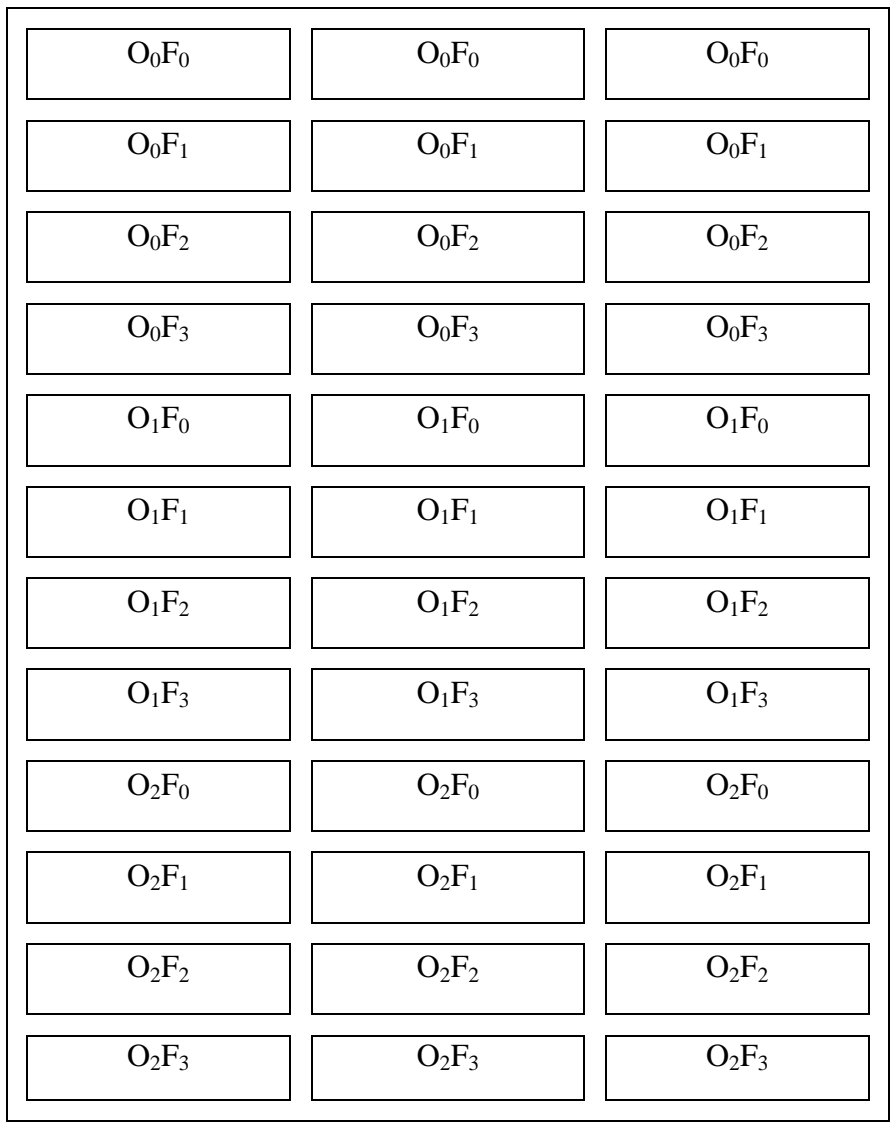 O₀F₀ O₀F₀ O₀F₀
O₀F₁ O₀F₁ O₀F₁
O₀F₂ O₀F₂ O₀F₂
O₀F₃ O₀F₃ O₀F₃
O₁F₀ O₁F₀ O₁F₀
O₁F₁ O₁F₁ O₁F₁
O₁F₂ O₁F₂ O₁F₂
O₁F₃ O₁F₃ O₁F₃
O₂F₀ O₂F₀ O₂F₀
O₂F₁ O₂F₁ O₂F₁
O₂F₂ O₂F₂ O₂F₂
O₂F₃ O₂F₃ O₂F₃